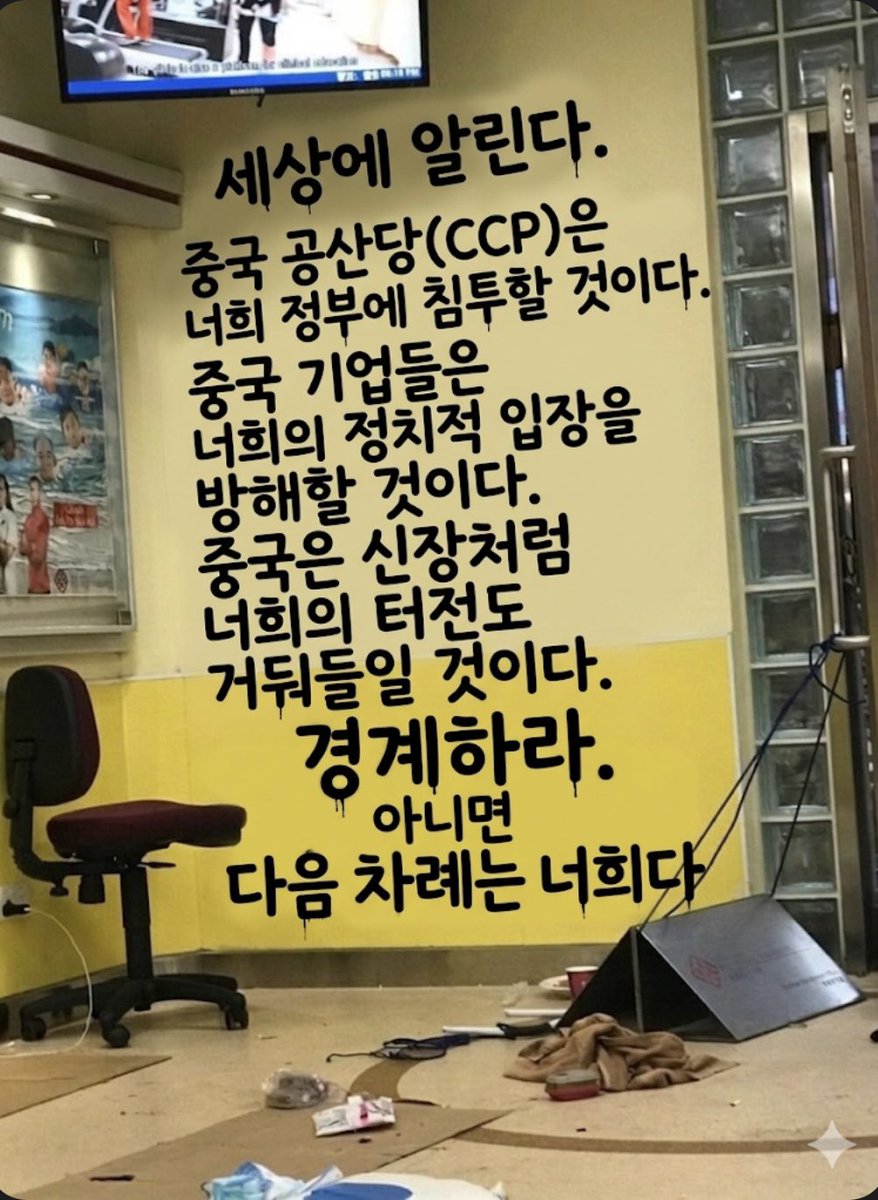 SAMSUNG
세상에 알린다.
중국 공산당(CCP)은
너희 정부에 침투할 것이다.
중국 기업들은
너희의 정치적 입장을
방해할 것이다.
중국은 신장처럼
너희의 터전도
거둬들일 것이다.
경계하라.
아니면
다음 차례는 너희다